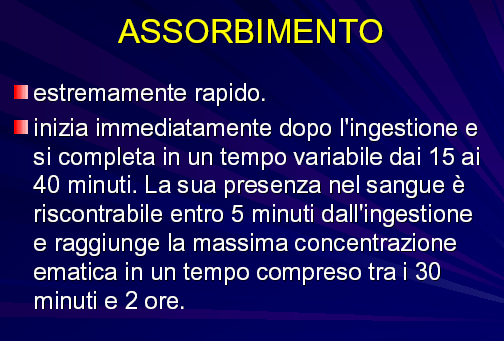 ASSORBIMENTO
estremamente rapido.
inizia immediatamente dopo l'ingestione e
si completa in un tempo variabile dai 15 ai
40 minuti. La sua presenza nel sangue è
riscontrabile entro 5 minuti dall'ingestione
e raggiunge la massima concentrazione
ematica in un tempo compreso tra i 30
minuti e 2 ore.